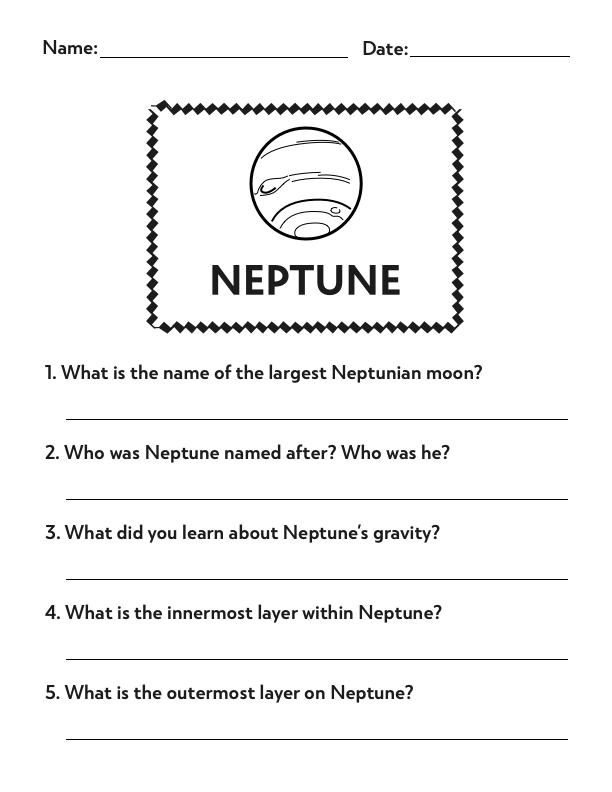 Name: Date:
NEPTUNE
1. What is the name of the largest Neptunian moon?
2. Who was Neptune named after? Who was he?
3. What did you learn about Neptune's gravity?
4. What is the innermost layer within Neptune?
5. What is the outermost layer on Neptune?